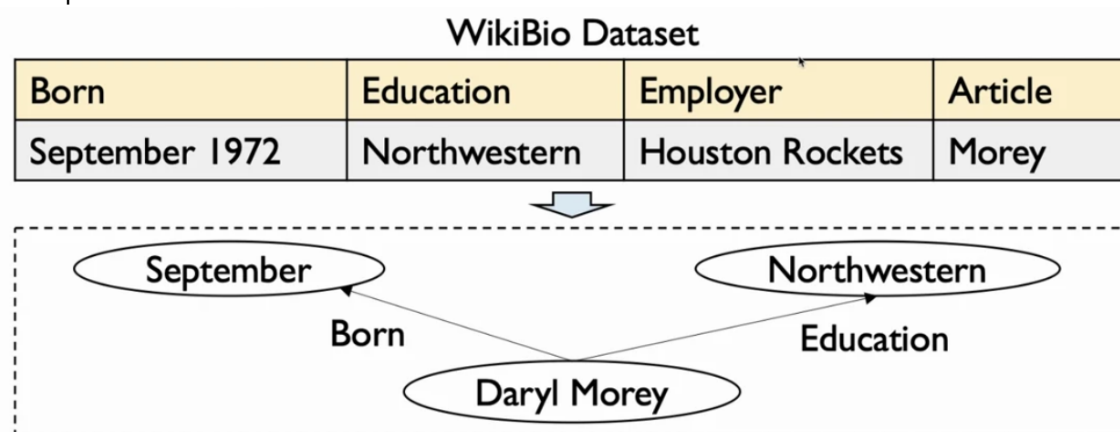 WikiBio Dataset
Born Education Employer Article
September 1972 Northwestern Houston Rockets Morey
September Northwestern
Born Education
Daryl Morey